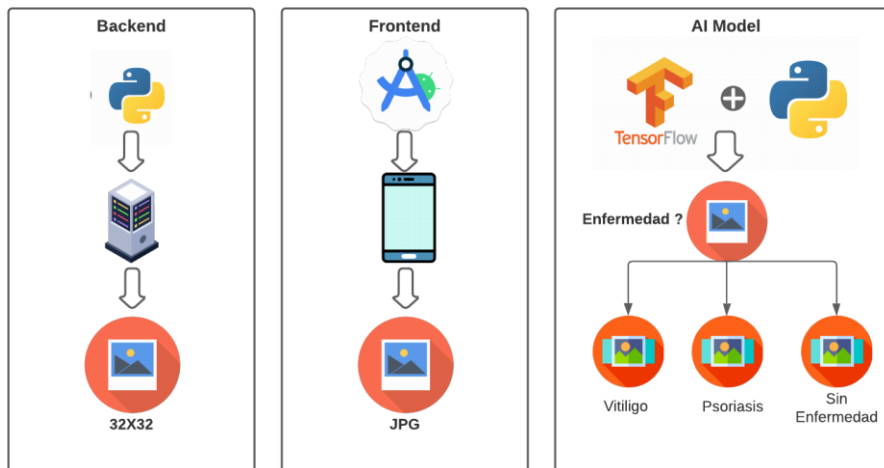 Backend
32X32
Frontend
JPG
AI Model
TensorFlow
Enfermedad ?
Vitiligo
Psoriasis
Sin
Enfermedad